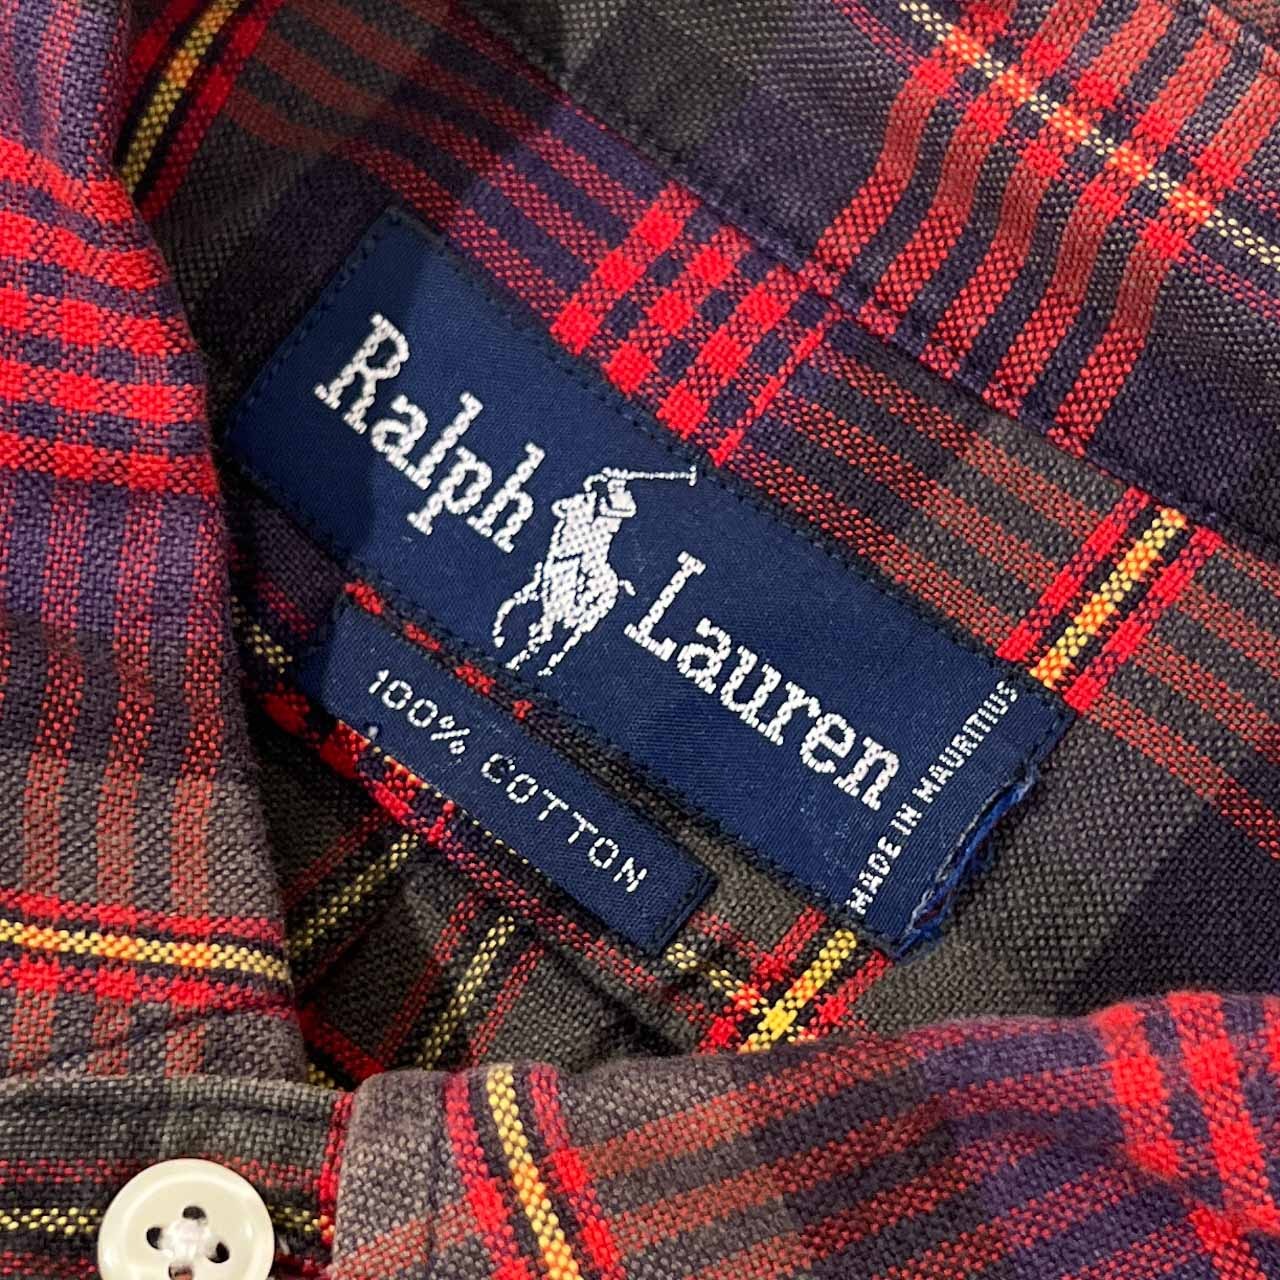 Ralph Lauren
MADE IN MAURITIUS
100% COTTON